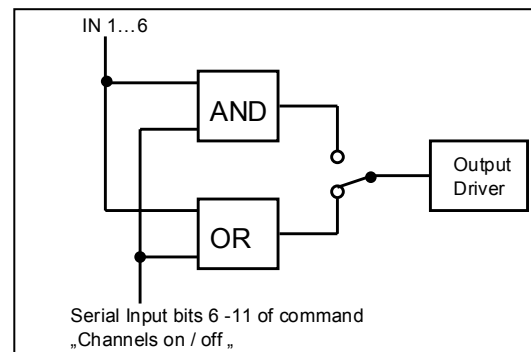 IN 1…6
AND
Output
Driver
OR
Serial Input bits 6 -11 of command
„Channels on / off „